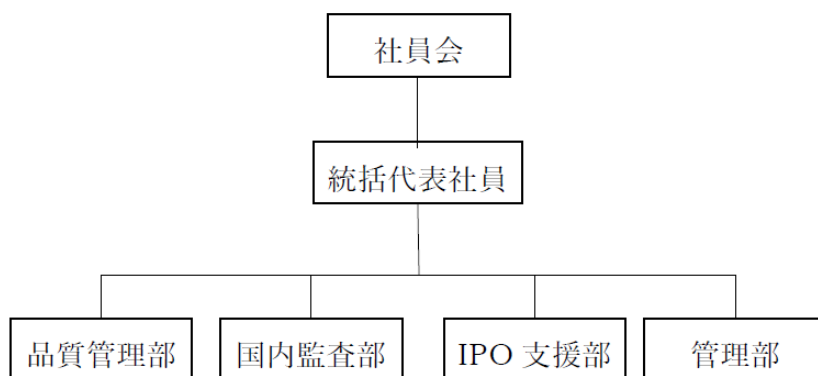 社員会
統括代表社員
品質管理部
国内監査部
IPO 支援部
管理部